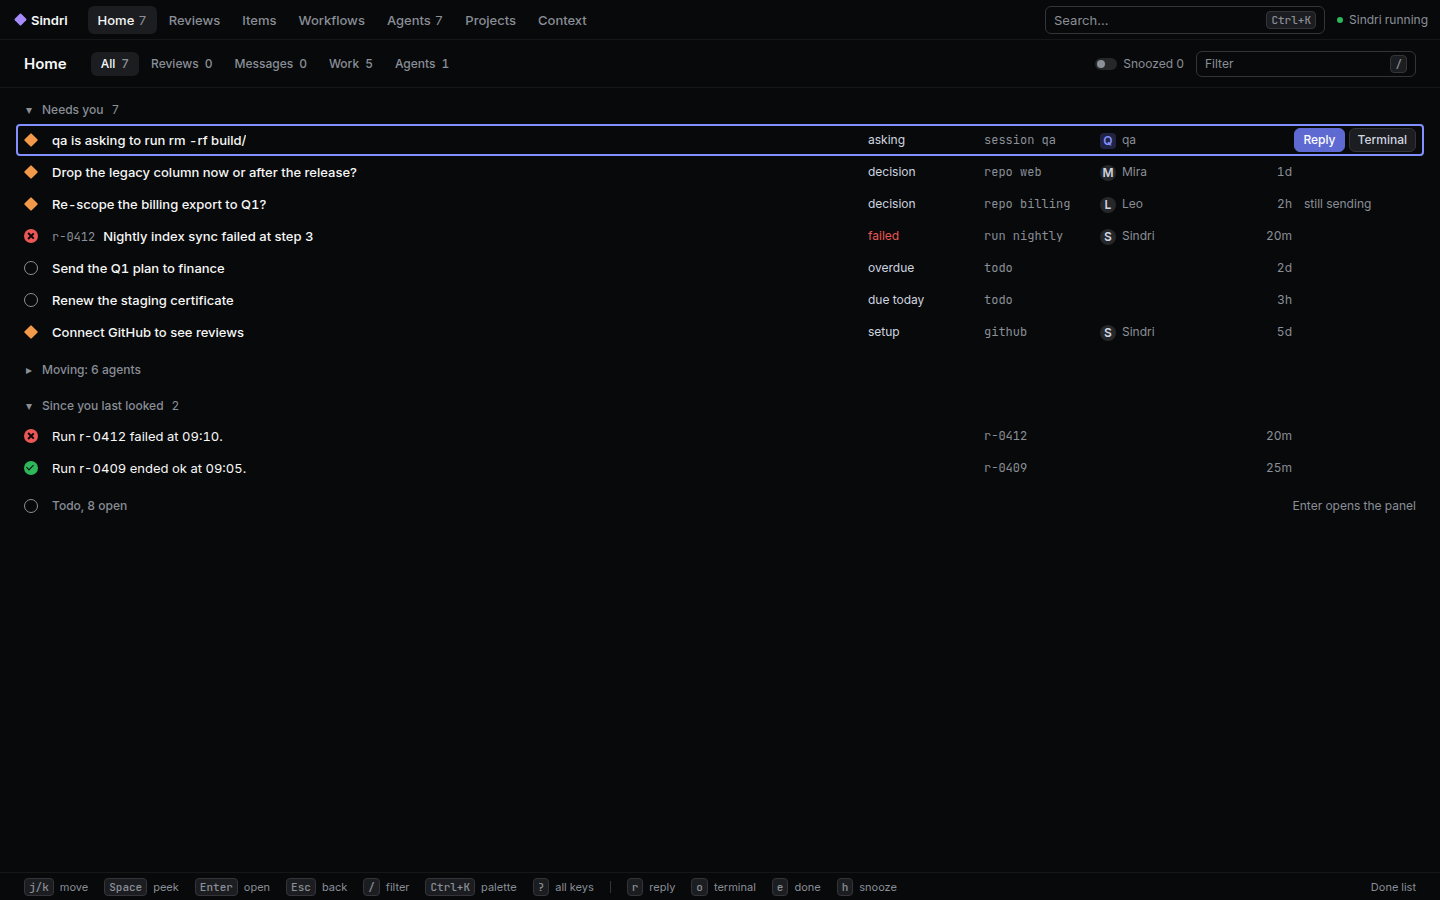 Sindri Home 7 Reviews Items Workflows Agents 7 Projects Context Search... Ctrl+K Sindri running
Home All 7 Reviews 0 Messages 0 Work 5 Agents 1 Snoozed 0 Filter /
Needs you 7
qa is asking to run rm -rf build/ asking session qa Q qa Reply Terminal
Drop the legacy column now or after the release? decision repo web M Mira 1d
Re-scope the billing export to Q1? decision repo billing L Leo 2h still sending
r-0412 Nightly index sync failed at step 3 failed run nightly S Sindri 20m
Send the Q1 plan to finance overdue todo 2d
Renew the staging certificate due today todo 3h
Connect GitHub to see reviews setup github S Sindri 5d
Moving: 6 agents
Since you last looked 2
Run r-0412 failed at 09:10. r-0412 20m
Run r-0409 ended ok at 09:05. r-0409 25m
Todo, 8 open Enter opens the panel
j/k move Space peek Enter open Esc back / filter Ctrl+K palette ? all keys r reply o terminal e done h snooze Done list